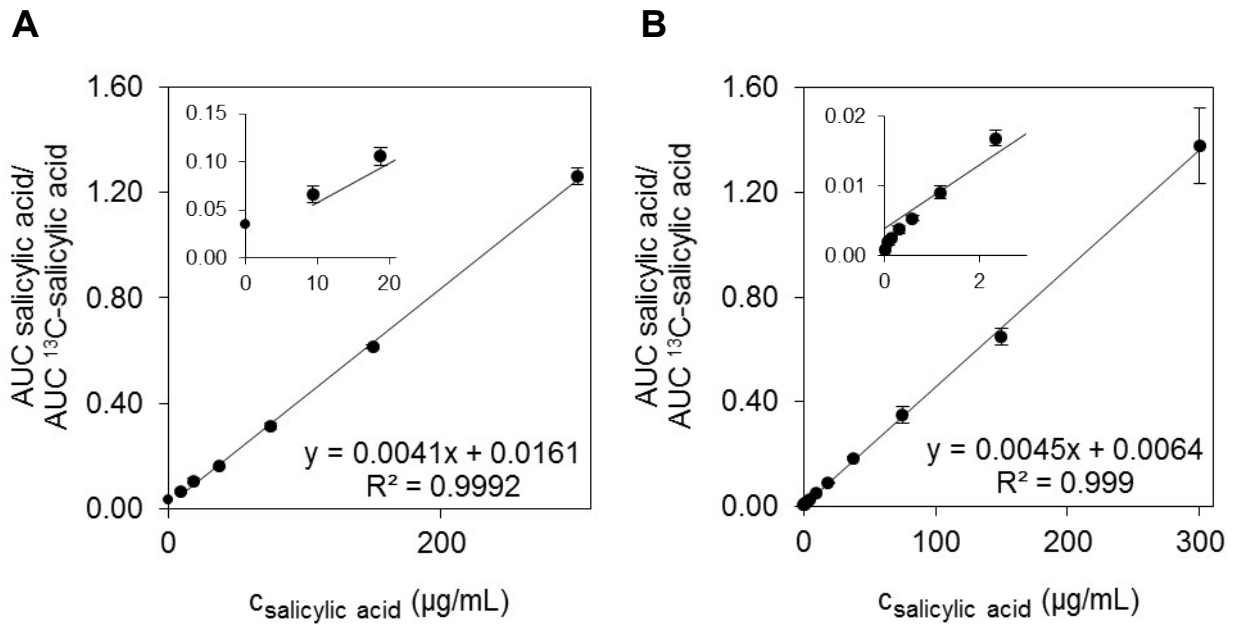 A
AUC salicylic acid/
AUC ¹³C-salicylic acid
1.60
1.20
0.80
0.40
0.00
0.15
0.10
0.05
0.00
0 10 20
y = 0.0041x + 0.0161
R² = 0.9992
0 200
c salicylic acid (µg/mL)
B
AUC salicylic acid/
AUC ¹³C-salicylic acid
1.60
1.20
0.80
0.40
0.00
0.02
0.01
0.00
0 2
y = 0.0045x + 0.0064
R² = 0.999
0 100 200 300
c salicylic acid (µg/mL)